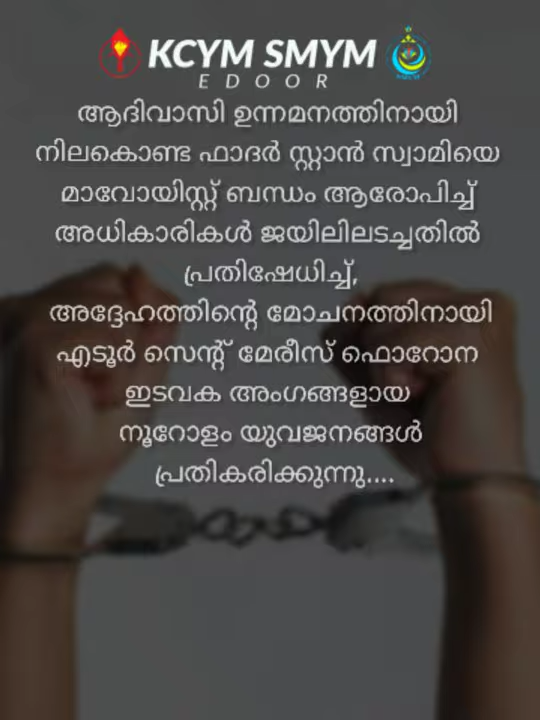 KCYM SMYM
EDOOR
ആദിവാസി ഉന്നമനത്തിനായി
നിലകൊണ്ട ഫാദർ സ്റ്റാൻ സ്വാമിയെ
മാവോയിസ്റ്റ് ബന്ധം ആരോപിച്ച്
അധികാരികൾ ജയിലിലടച്ചതിൽ
പ്രതിഷേധിച്ച്,
അദ്ദേഹത്തിന്റെ മോചനത്തിനായി
എടൂർ സെന്റ് മേരീസ് ഫൊറോന
ഇടവക അംഗങ്ങളായ
നൂറോളം യുവജനങ്ങൾ
പ്രതികരിക്കുന്നു....